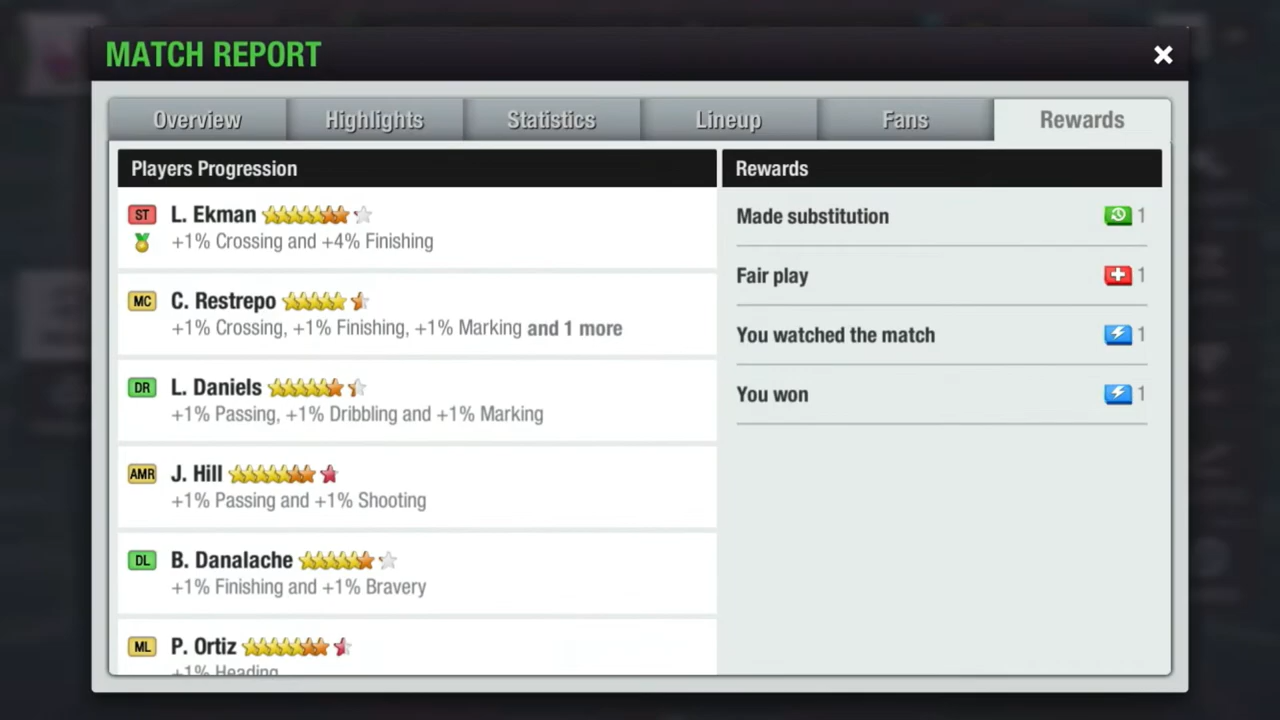 MATCH REPORT
Overview
Highlights
Statistics
Lineup
Fans
Rewards
Players Progression
ST L. Ekman
+1% Crossing and +4% Finishing
MC C. Restrepo
+1% Crossing, +1% Finishing, +1% Marking and 1 more
DR L. Daniels
+1% Passing, +1% Dribbling and +1% Marking
AMR J. Hill
+1% Passing and +1% Shooting
DL B. Danalache
+1% Finishing and +1% Bravery
ML P. Ortiz
+1% Heading
Rewards
Made substitution 1
Fair play 1
You watched the match 1
You won 1